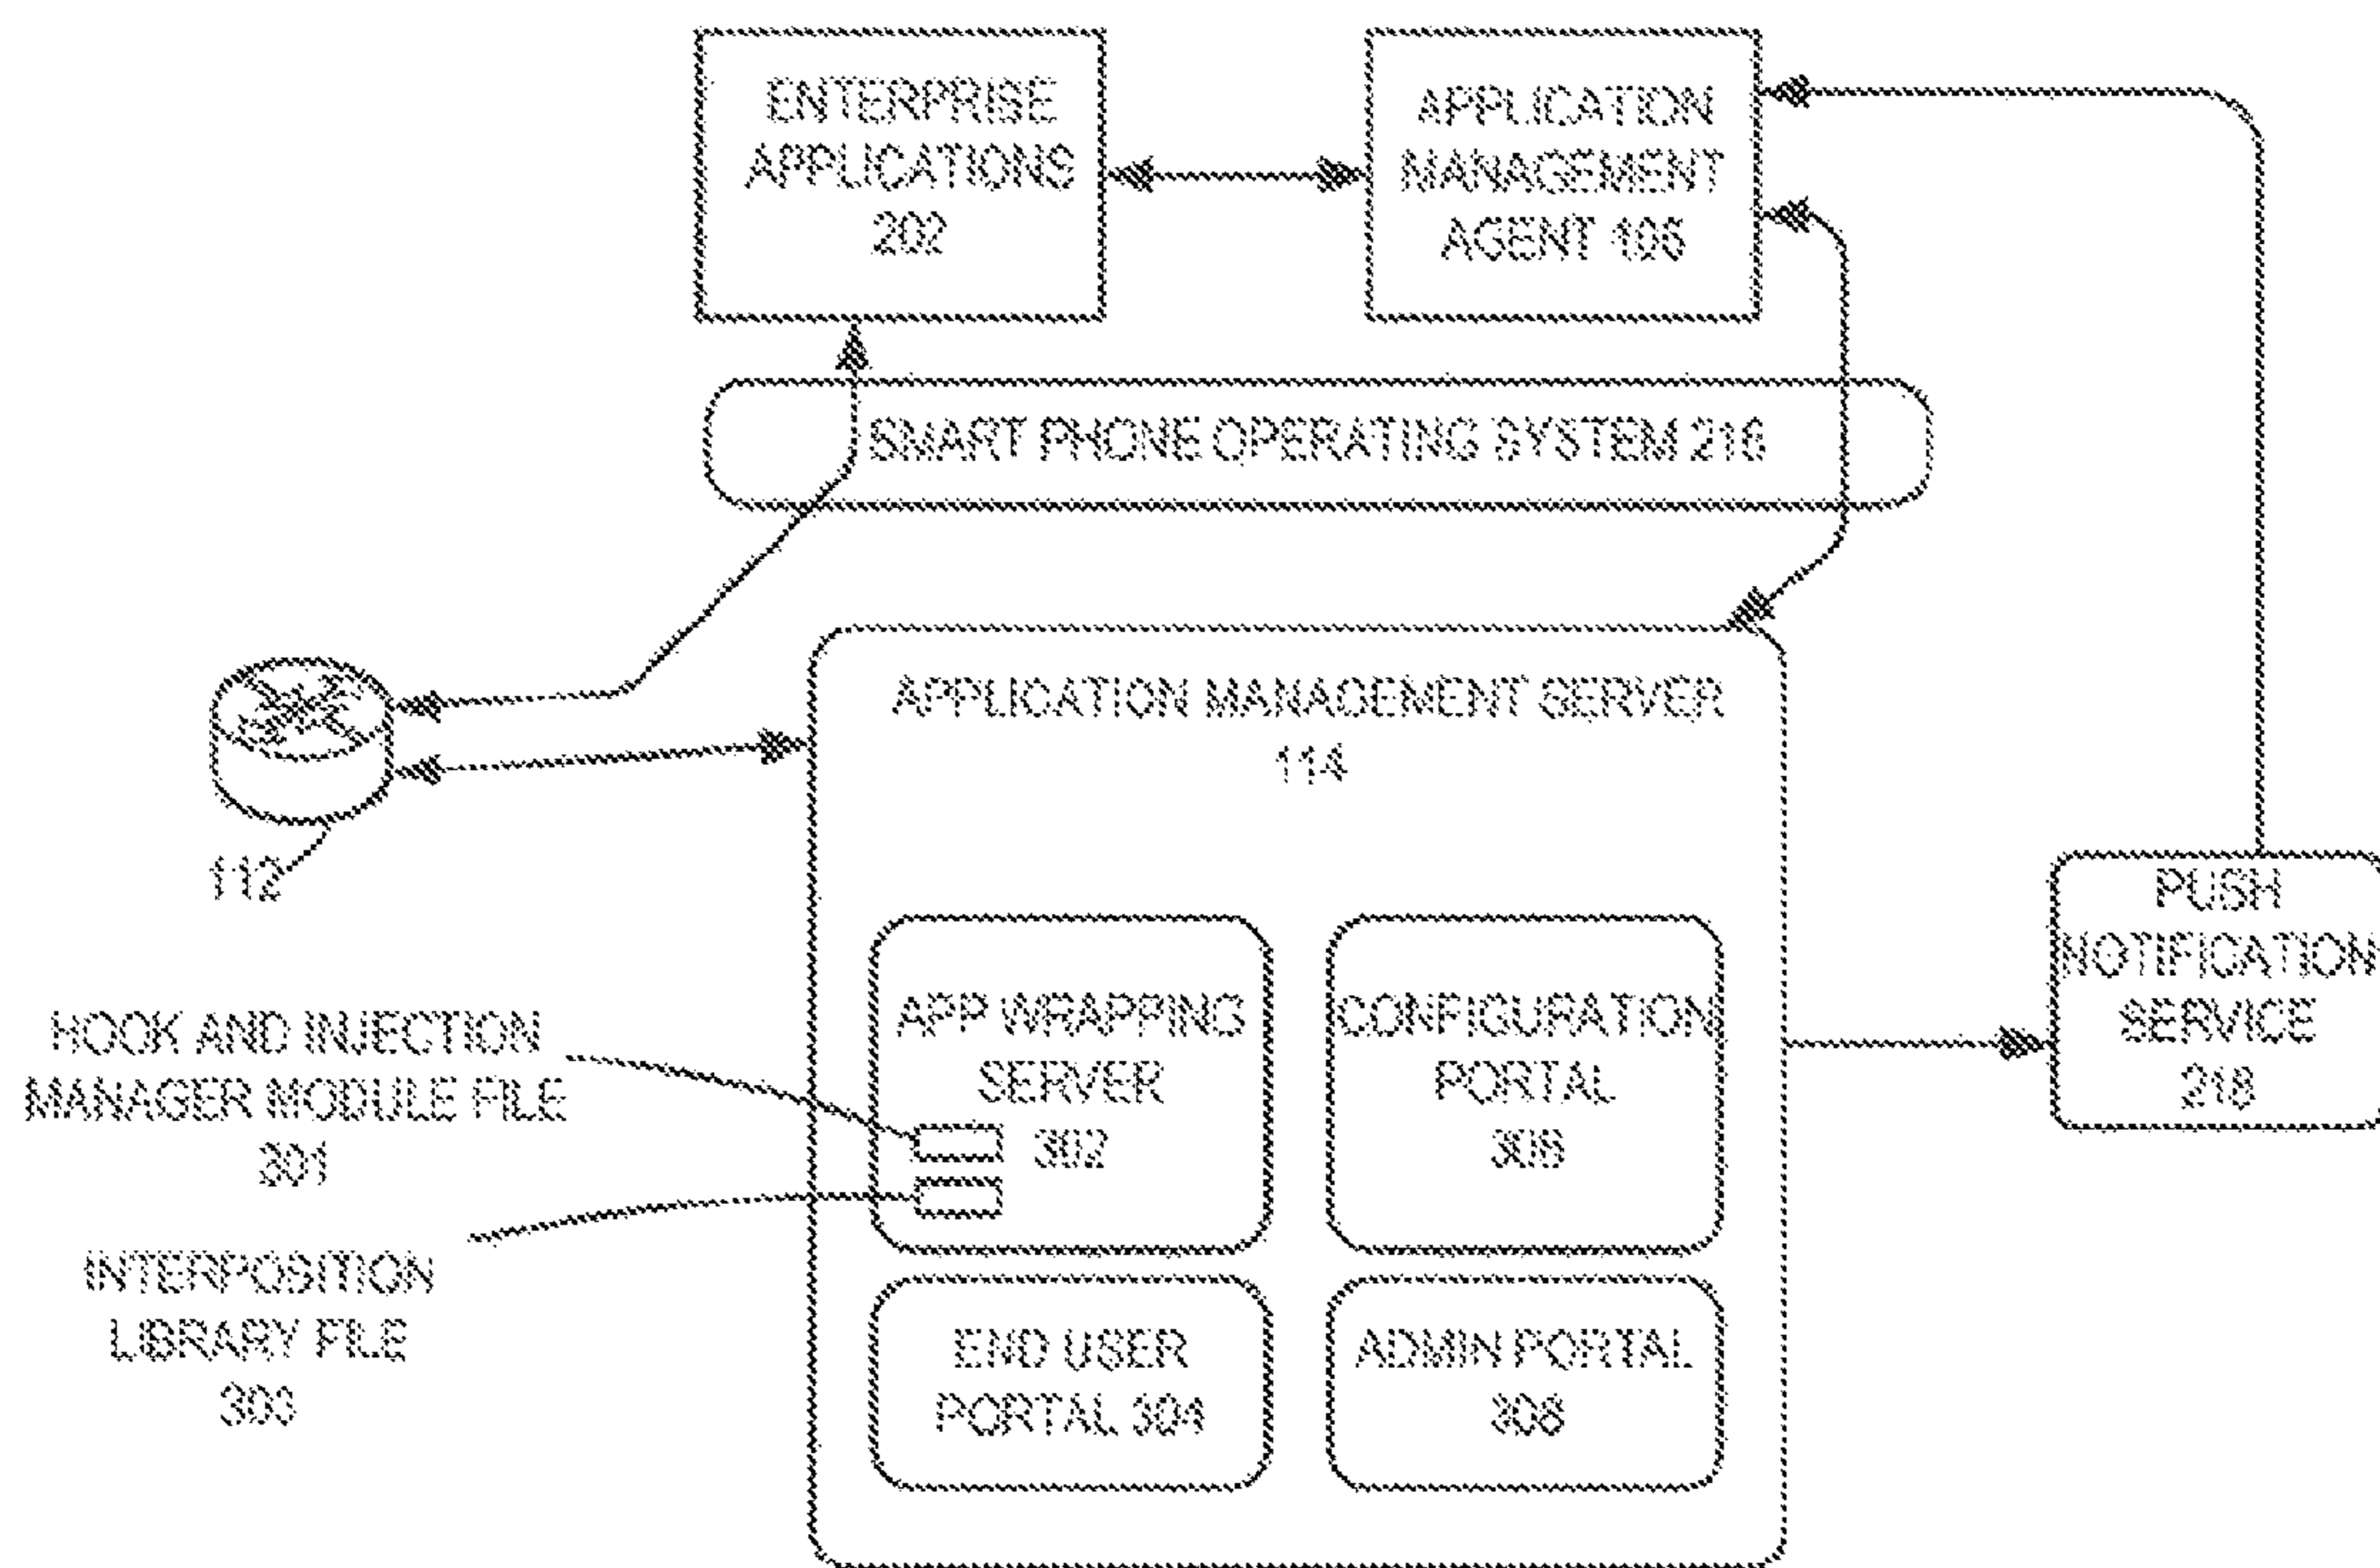 ENTERPRISE
APPLICATIONS
202
APPLICATION
MANAGEMENT
AGENT 106
SMART PHONE OPERATING SYSTEM 216
APPLICATION MANAGEMENT SERVER
114
112
PUSH
NOTIFICATION
SERVICE
218
HOOK AND INJECTION
MANAGER MODULE FILE
301
INTERPOSITION
LIBRARY FILE
303
APP WRAPPING
SERVER
302
CONFIGURATION
PORTAL
END USER
PORTAL 304
ADMIN PORTAL